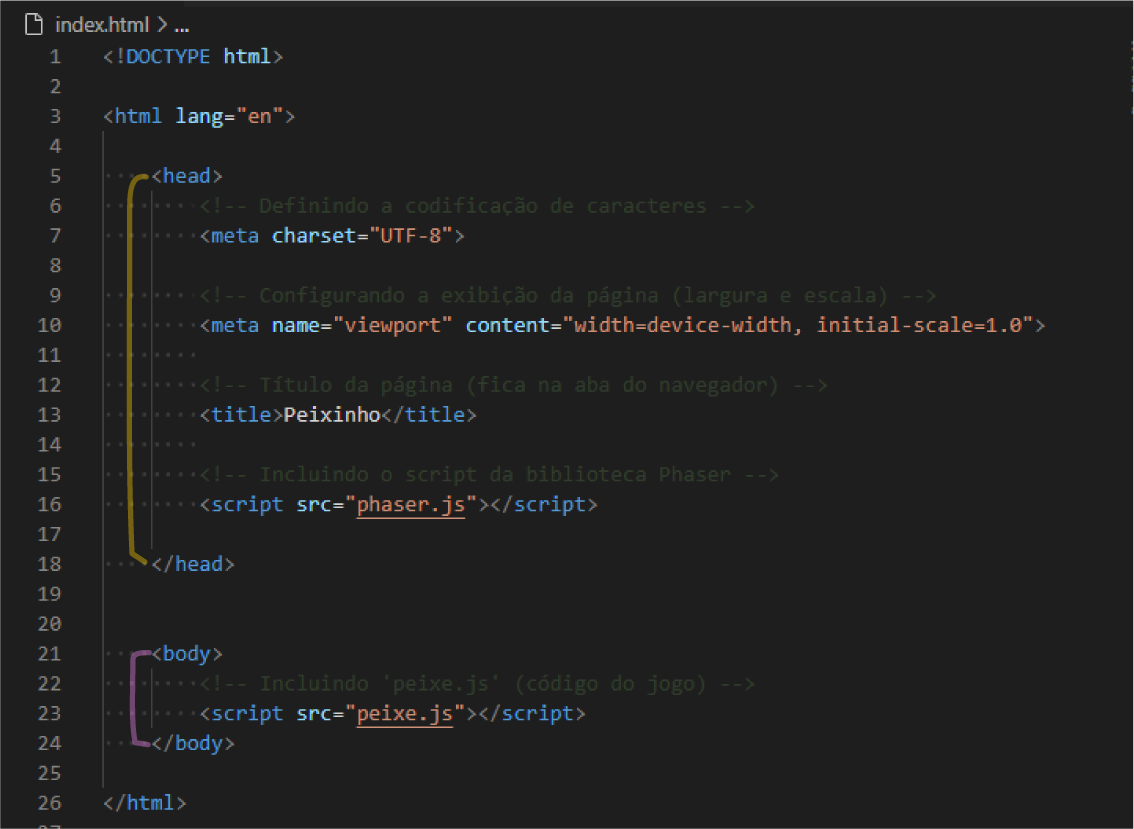 index.html > ...
1 <!DOCTYPE html>
2
3 <html lang="en">
4
5 <head>
6 <!-- Definindo a codificação de caracteres -->
7 <meta charset="UTF-8">
8
9 <!-- Configurando a exibição da página (largura e escala) -->
10 <meta name="viewport" content="width=device-width, initial-scale=1.0">
11
12 <!-- Título da página (fica na aba do navegador) -->
13 <title>Peixinho</title>
14
15 <!-- Incluindo o script da biblioteca Phaser -->
16 <script src="phaser.js"></script>
17
18 </head>
19
20
21 <body>
22 <!-- Incluindo 'peixe.js' (código do jogo) -->
23 <script src="peixe.js"></script>
24 </body>
25
26 </html>
27